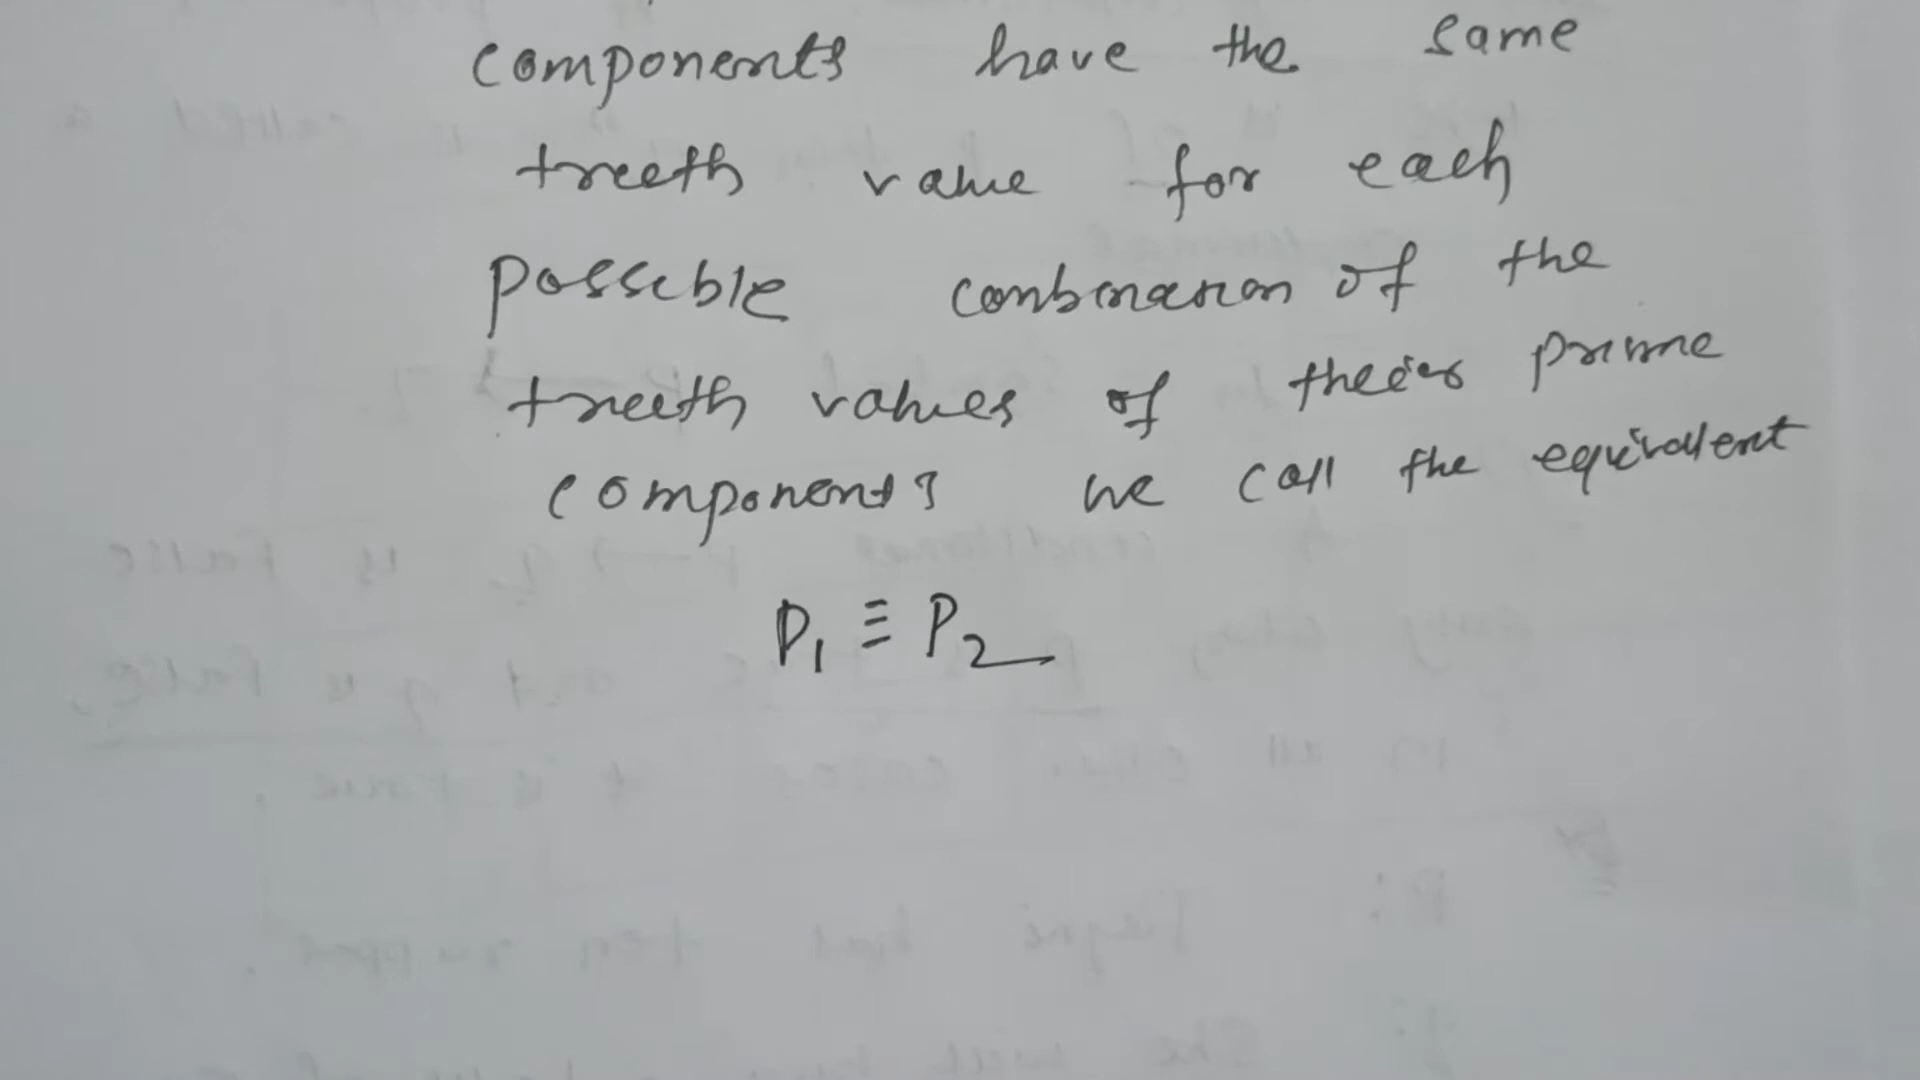 components have the same
treeth value for each
possible combination of the
treeth values of their prime
components we call the equivalent
P₁ ≡ P₂